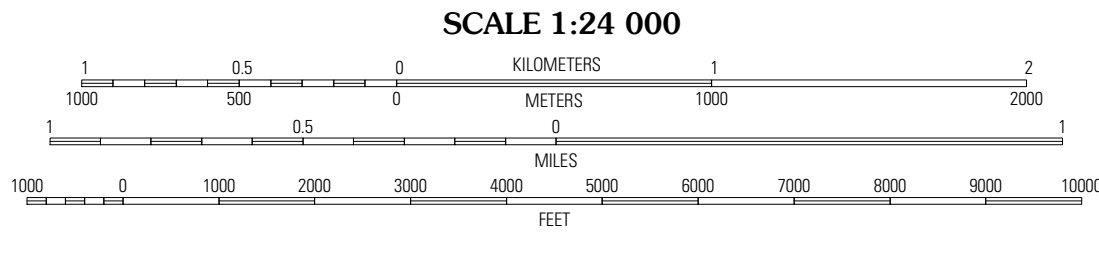 SCALE 1:24 000
1 0.5 0 KILOMETERS 1 2
1000 500 0 METERS 1000 2000
1 0.5 0 1
MILES
1000 0 1000 2000 3000 4000 5000 6000 7000 8000 9000 10000
FEET